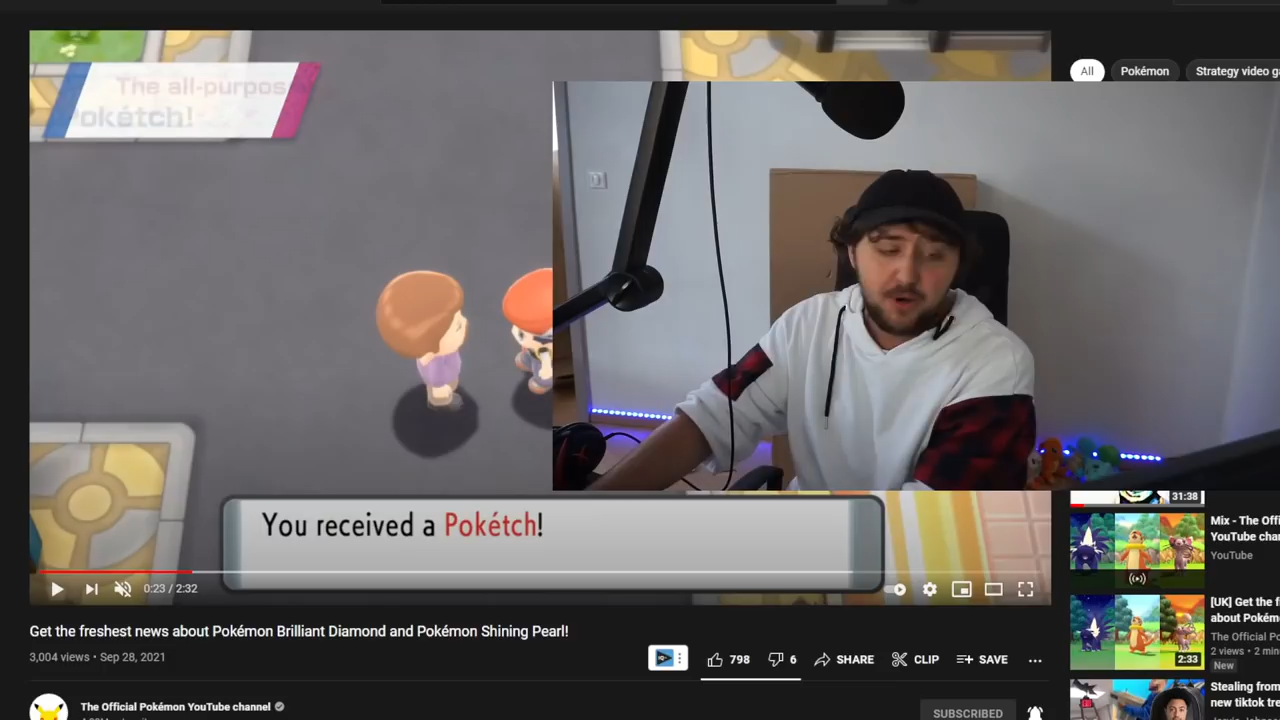 The all-purpose
Pokétch!
All
Pokémon
Strategy video ga
You received a Pokétch!
31:38
Mix - The Offi
YouTube chan
YouTube
0:23 / 2:32
[UK] Get the f
about Pokém
The Official Po
2 views • 2 min
2:33
New
Get the freshest news about Pokémon Brilliant Diamond and Pokémon Shining Pearl!
3,004 views • Sep 28, 2021
798
6
SHARE
CLIP
SAVE
Stealing from
new tiktok tre
The Official Pokémon YouTube channel
SUBSCRIBED